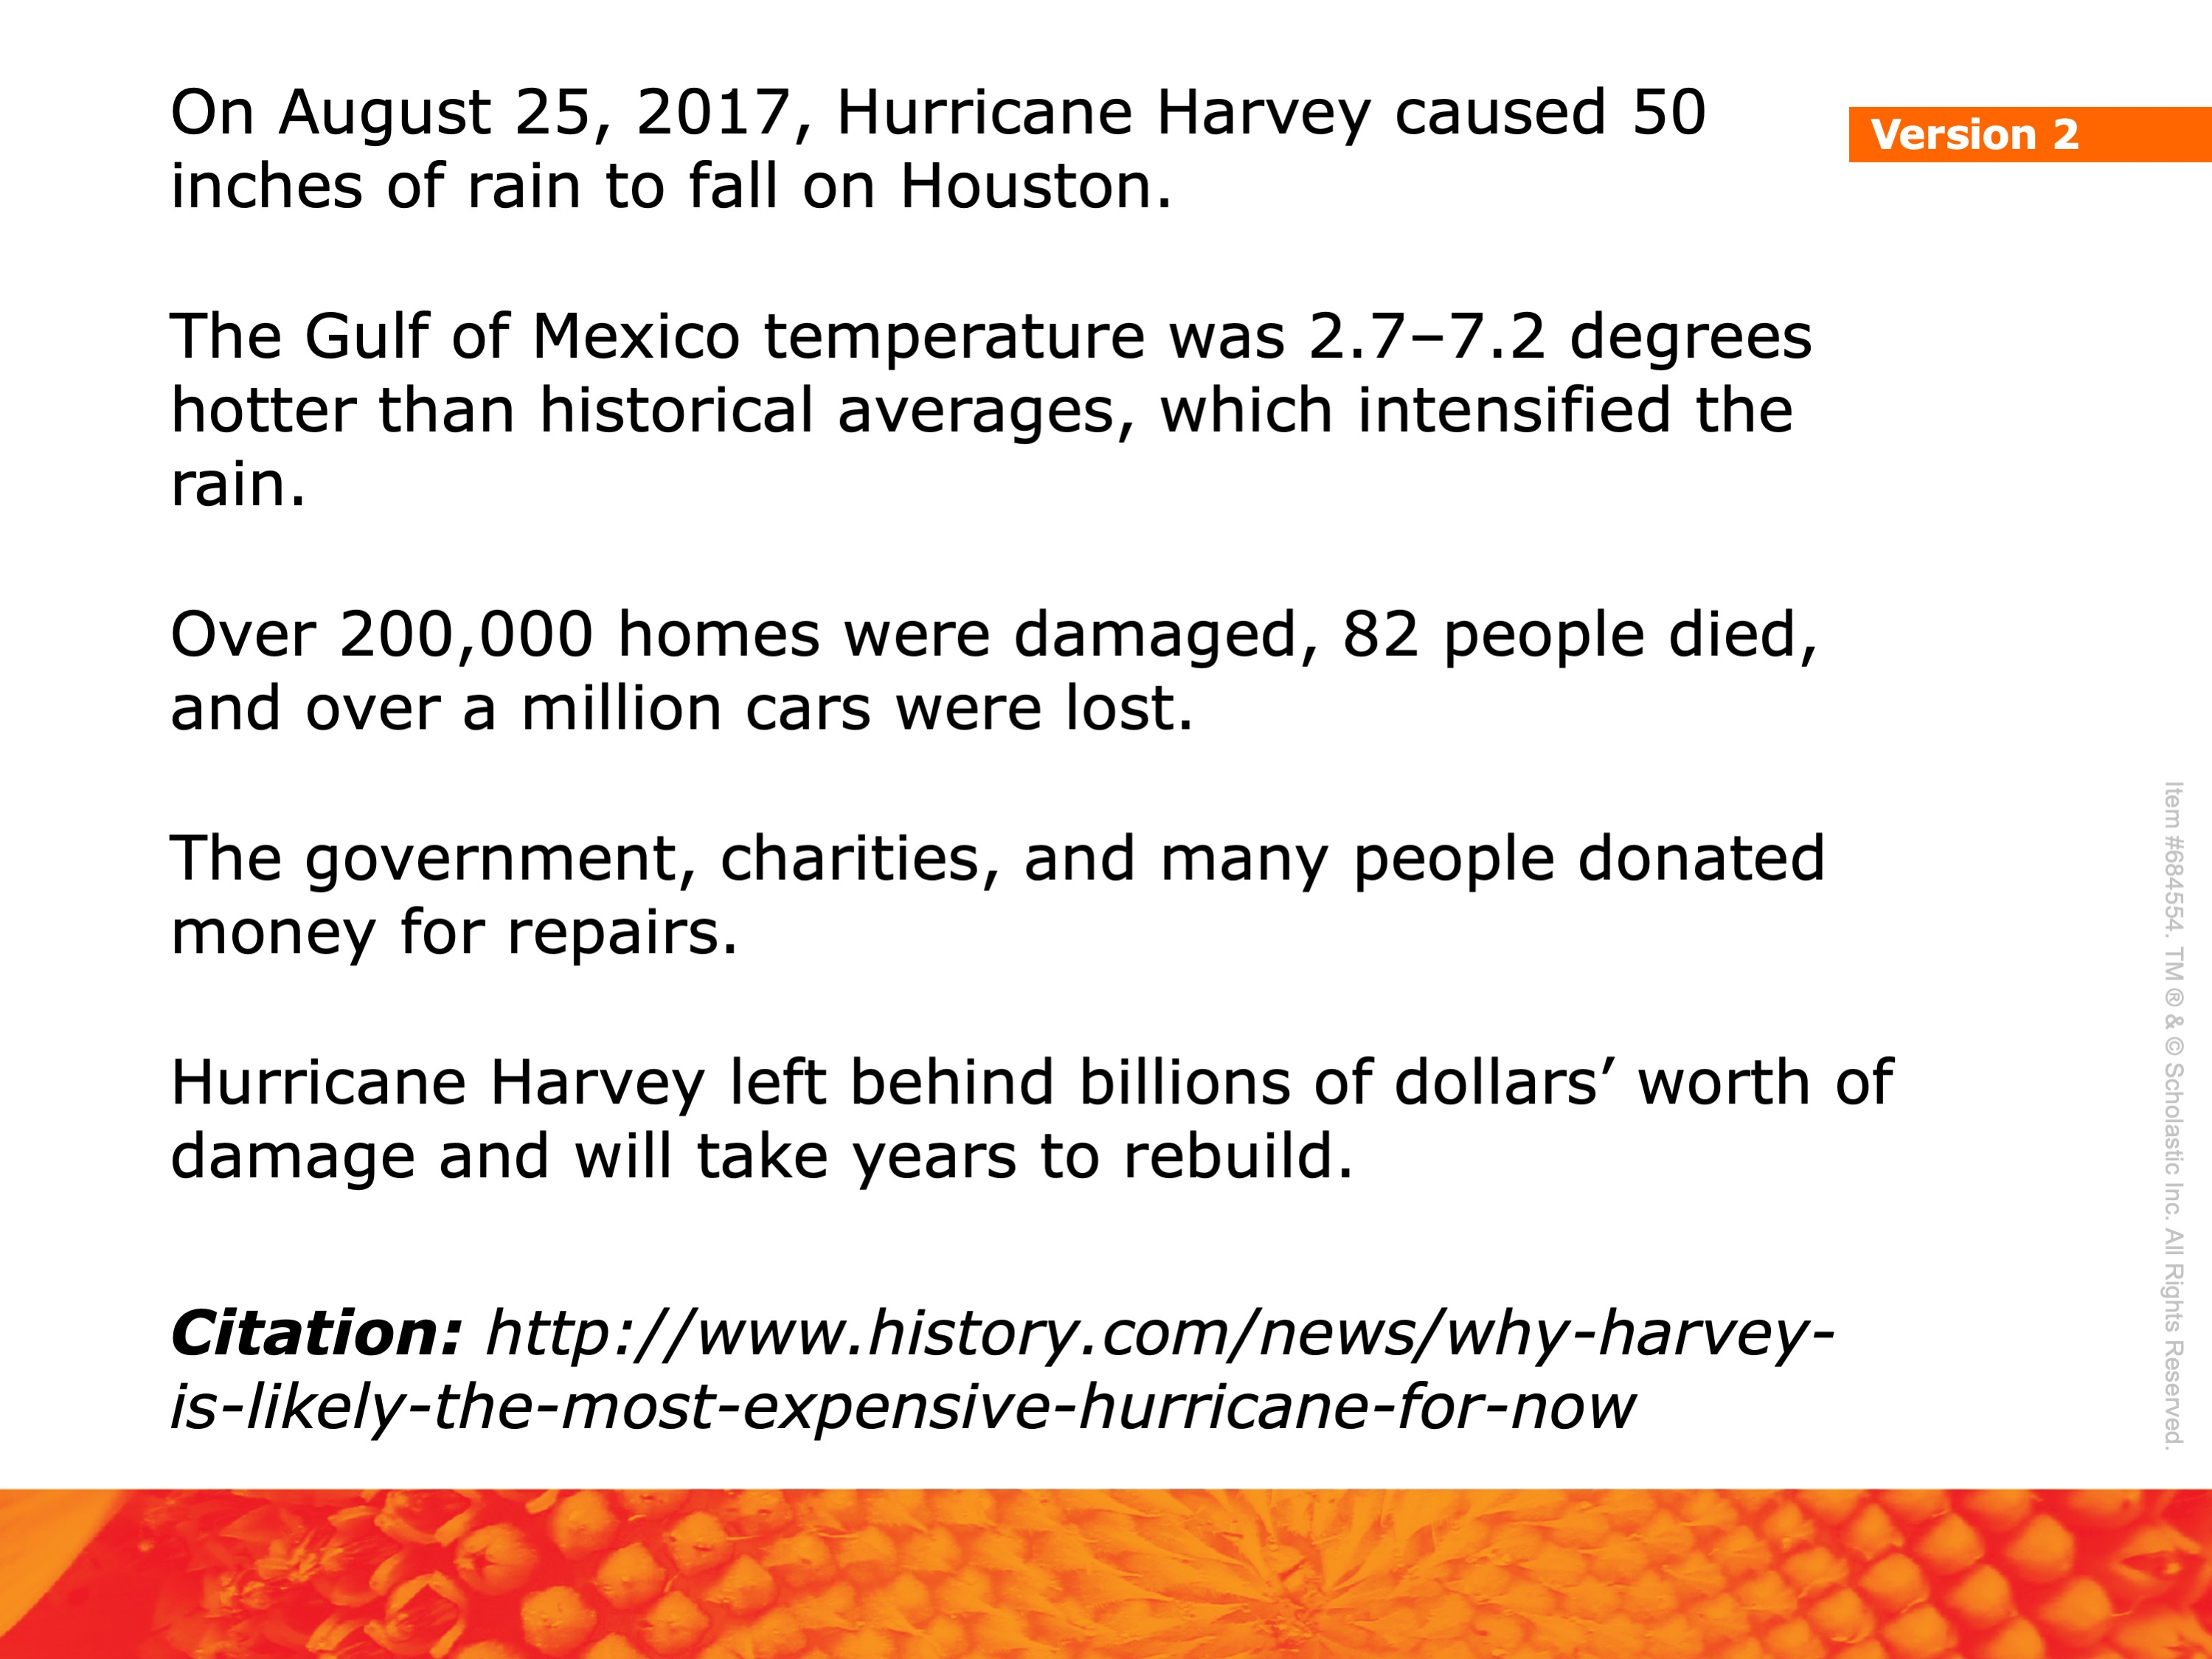 On August 25, 2017, Hurricane Harvey caused 50
inches of rain to fall on Houston.
Version 2
The Gulf of Mexico temperature was 2.7–7.2 degrees
hotter than historical averages, which intensified the
rain.
Over 200,000 homes were damaged, 82 people died,
and over a million cars were lost.
The government, charities, and many people donated
money for repairs.
Hurricane Harvey left behind billions of dollars’ worth of
damage and will take years to rebuild.
Citation: http://www.history.com/news/why-harvey-
is-likely-the-most-expensive-hurricane-for-now
Item #684554. TM ® & © Scholastic Inc. All Rights Reserved.